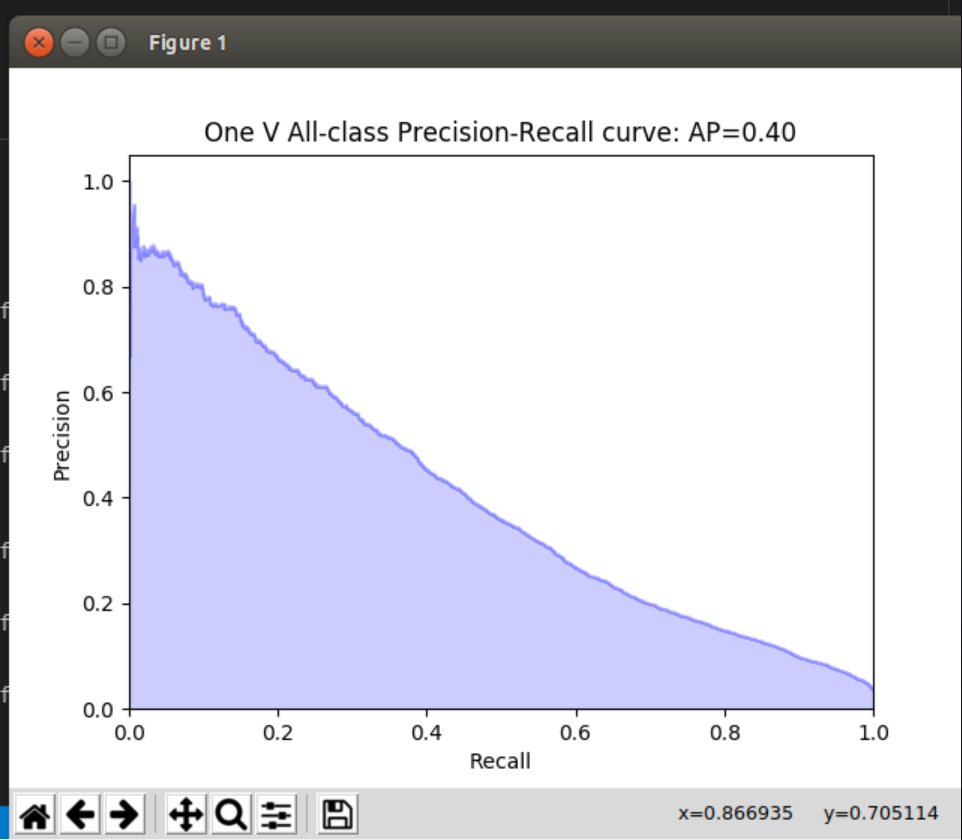 Figure 1
One V All-class Precision-Recall curve: AP=0.40
1.0
0.8
0.6
0.4
0.2
0.0
Precision
0.0 0.2 0.4 0.6 0.8 1.0
Recall
f
f
f
f
f
f
x=0.866935 y=0.705114